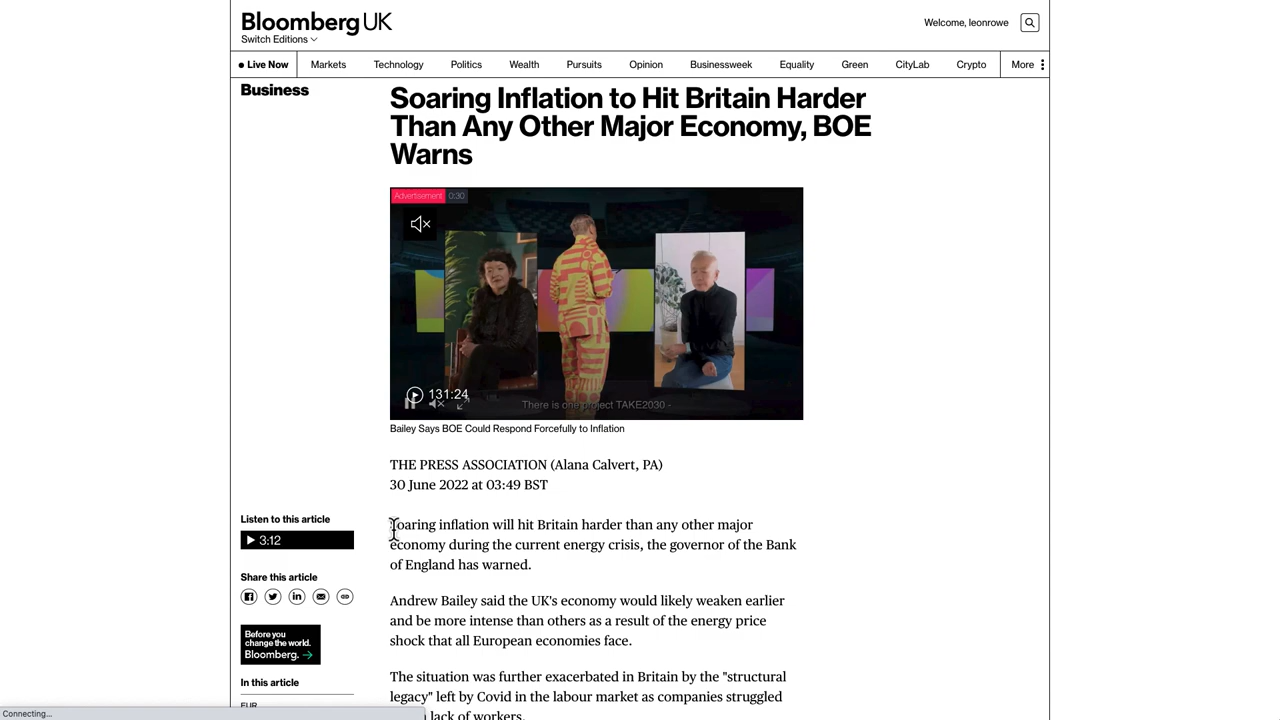 Bloomberg UK
Switch Editions
Welcome, leonrowe
Live Now
Markets
Technology
Politics
Wealth
Pursuits
Opinion
Businessweek
Equality
Green
CityLab
Crypto
More
Business
Soaring Inflation to Hit Britain Harder
Than Any Other Major Economy, BOE
Warns
Advertisement 0:30
131:24
There is one project TAKE2030 -
Bailey Says BOE Could Respond Forcefully to Inflation
THE PRESS ASSOCIATION (Alana Calvert, PA)
30 June 2022 at 03:49 BST
Listen to this article
3:12
Share this article
Before you
change the world.
Bloomberg. →
In this article
EUR
Soaring inflation will hit Britain harder than any other major
economy during the current energy crisis, the governor of the Bank
of England has warned.
Andrew Bailey said the UK's economy would likely weaken earlier
and be more intense than others as a result of the energy price
shock that all European economies face.
The situation was further exacerbated in Britain by the "structural
legacy" left by Covid in the labour market as companies struggled
lack of workers.
Connecting...